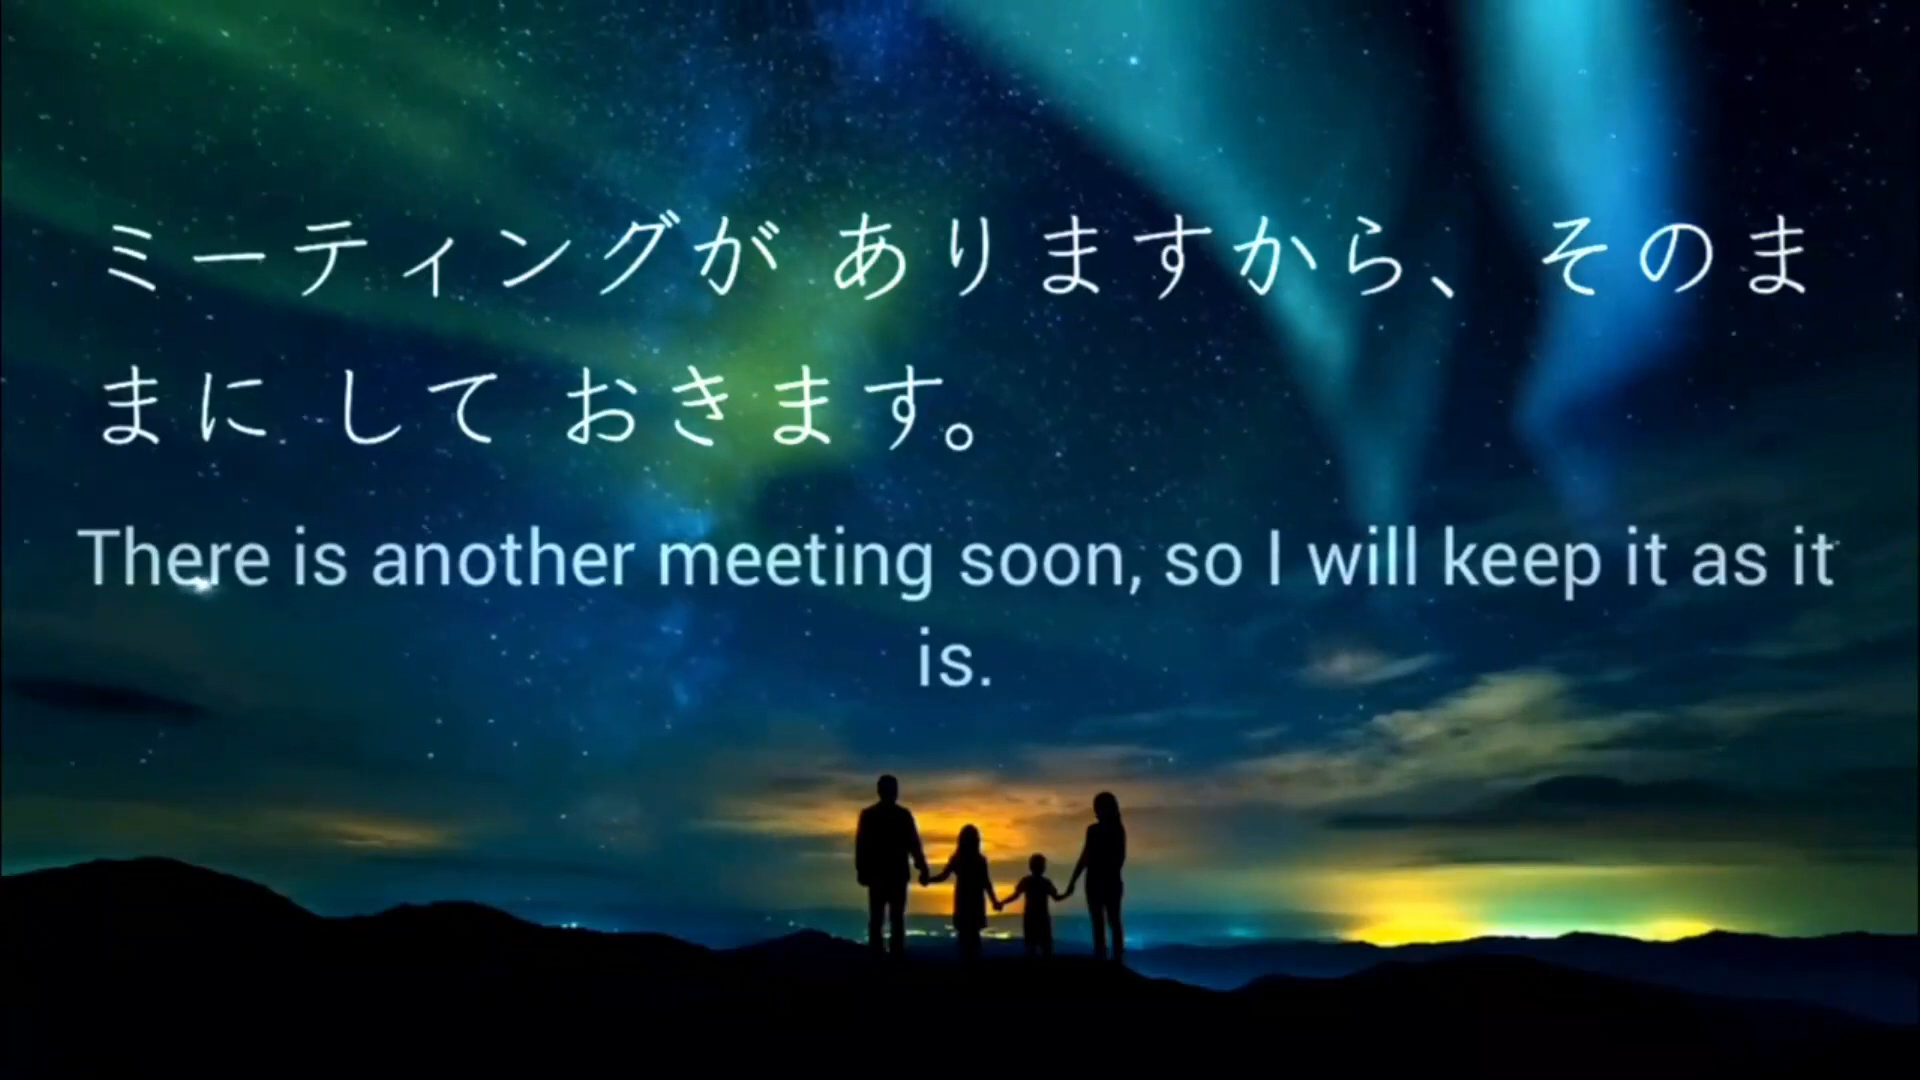 ミーティングが ありますから、そのま
まに して おきます。
There is another meeting soon, so I will keep it as it
is.